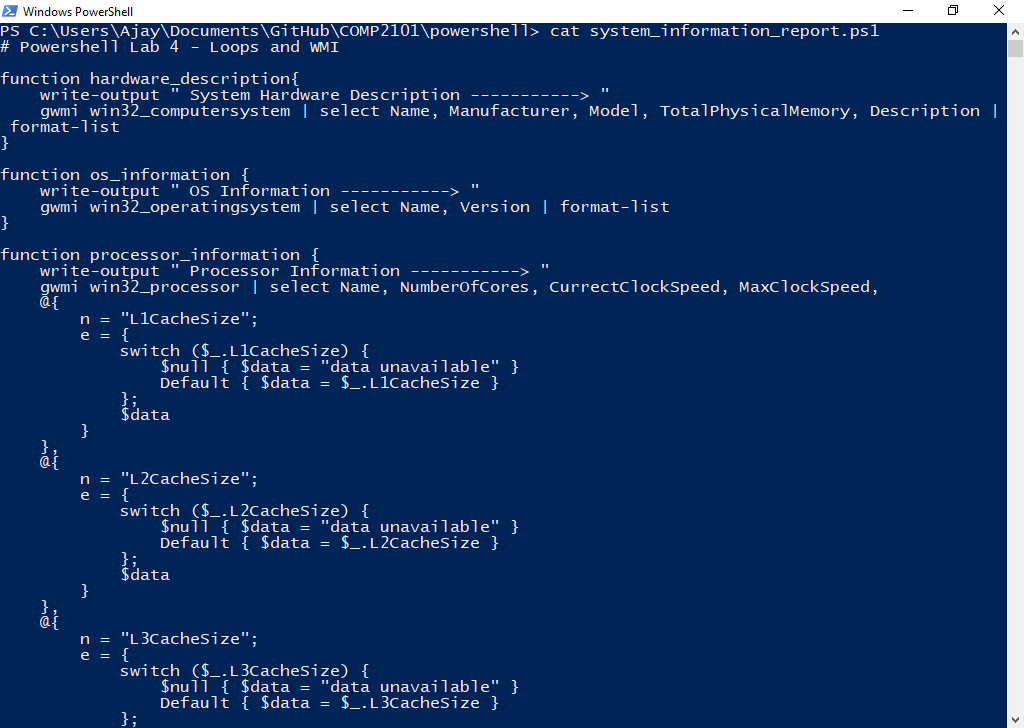 Windows PowerShell
PS C:\Users\Ajay\Documents\GitHub\COMP2101\powershell> cat system_information_report.ps1
# Powershell Lab 4 - Loops and WMI

function hardware_description{
    write-output " System Hardware Description -----------> "
    gwmi win32_computersystem | select Name, Manufacturer, Model, TotalPhysicalMemory, Description |
 format-list
}

function os_information {
    write-output " OS Information -----------> "
    gwmi win32_operatingsystem | select Name, Version | format-list
}

function processor_information {
    write-output " Processor Information -----------> "
    gwmi win32_processor | select Name, NumberOfCores, CurrectClockSpeed, MaxClockSpeed,
    @{
        n = "L1CacheSize";
        e = {
            switch ($_.L1CacheSize) {
                $null { $data = "data unavailable" }
                Default { $data = $_.L1CacheSize }
            };
            $data
        }
    },
    @{
        n = "L2CacheSize";
        e = {
            switch ($_.L2CacheSize) {
                $null { $data = "data unavailable" }
                Default { $data = $_.L2CacheSize }
            };
            $data
        }
    },
    @{
        n = "L3CacheSize";
        e = {
            switch ($_.L3CacheSize) {
                $null { $data = "data unavailable" }
                Default { $data = $_.L3CacheSize }
            };